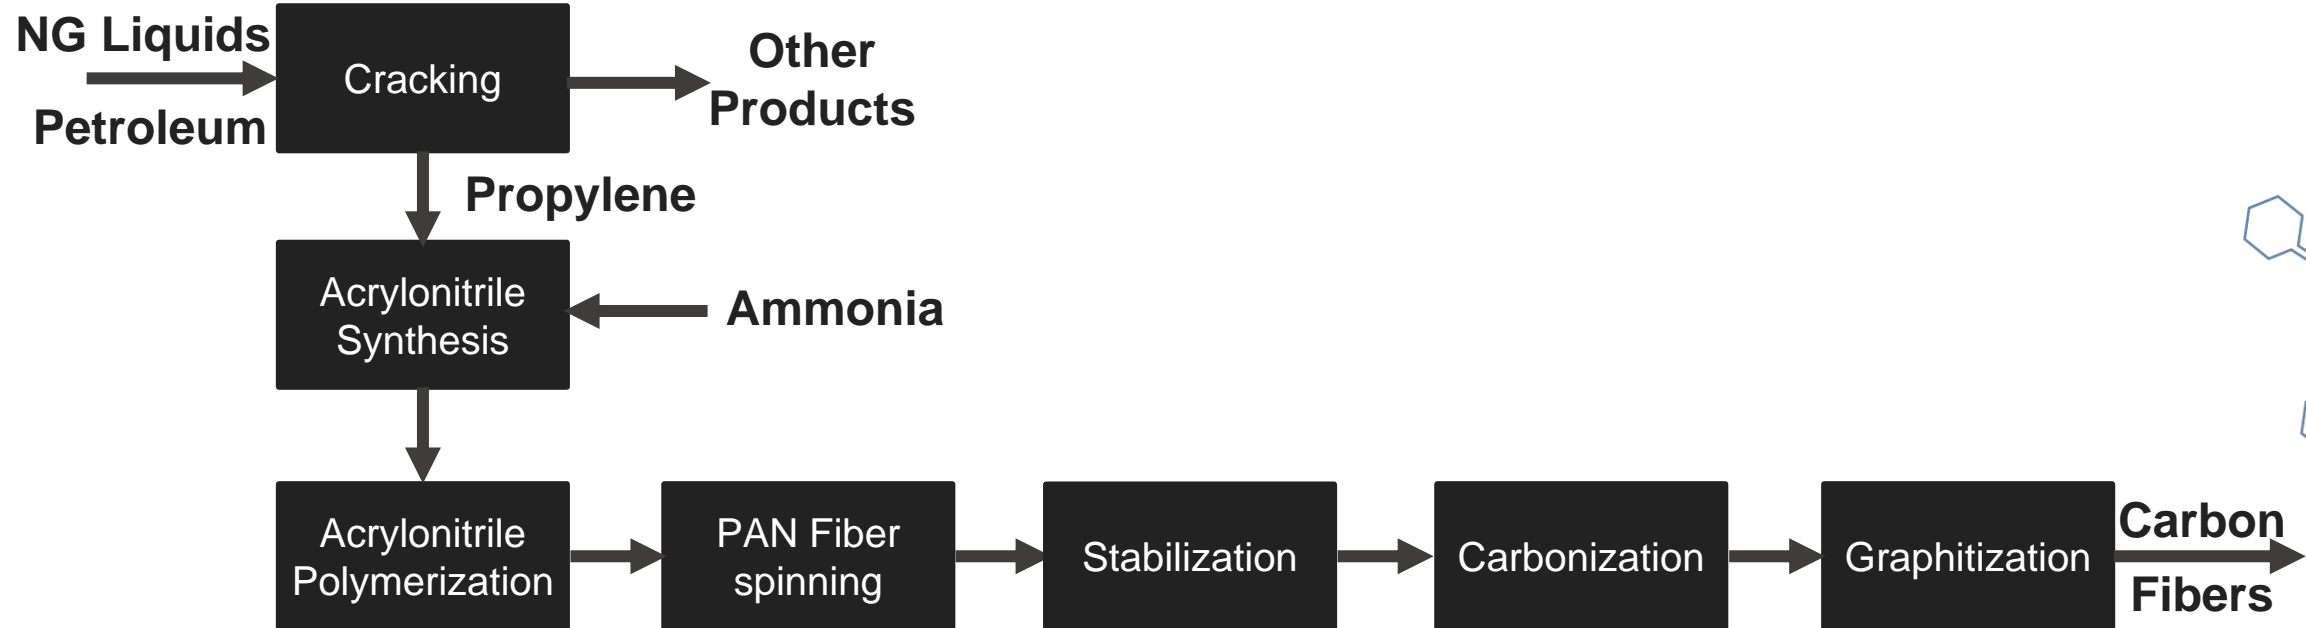 NG Liquids
Petroleum
Cracking
Other
Products
Propylene
Acrylonitrile
Synthesis
Ammonia
Acrylonitrile
Polymerization
PAN Fiber
spinning
Stabilization
Carbonization
Graphitization
Carbon
Fibers